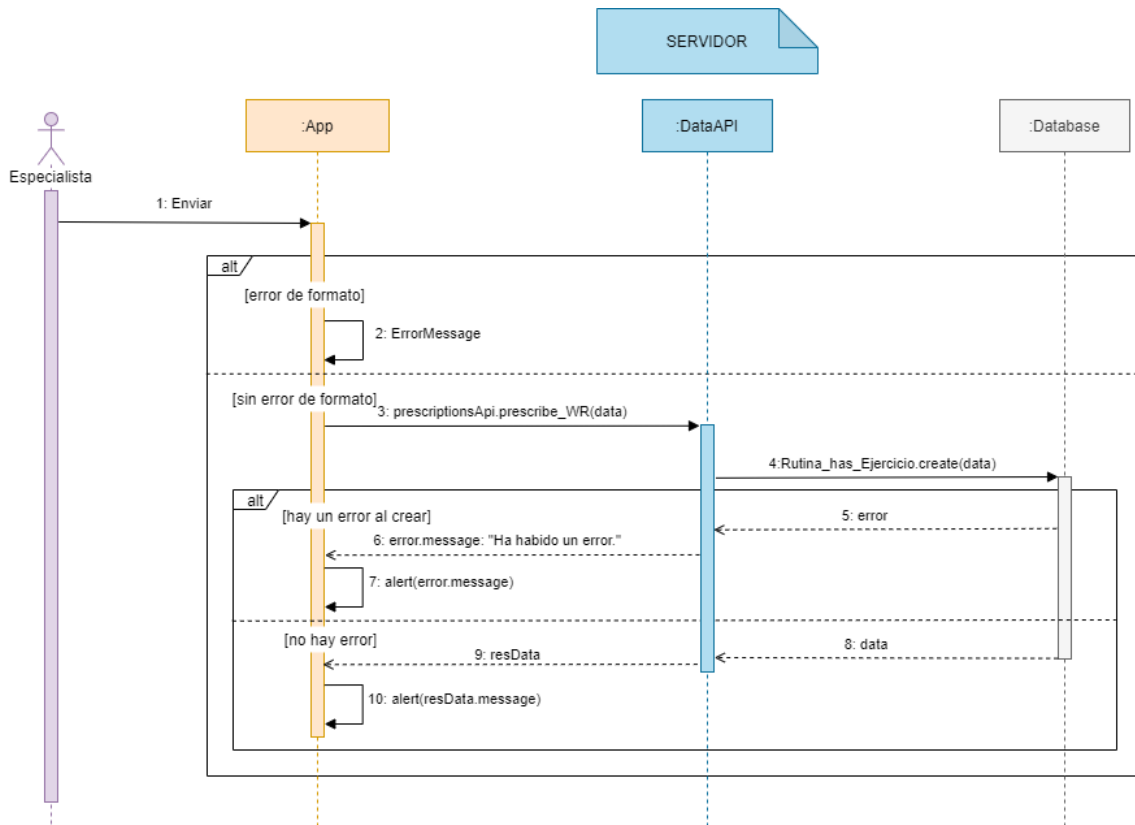 SERVIDOR
:App
:DataAPI
:Database
Especialista
1: Enviar
alt
[error de formato]
2: ErrorMessage
[sin error de formato]
3: prescriptionsApi.prescribe_WR(data)
4:Rutina_has_Ejercicio.create(data)
alt
[hay un error al crear]
5: error
6: error.message: "Ha habido un error."
7: alert(error.message)
[no hay error]
8: data
9: resData
10: alert(resData.message)